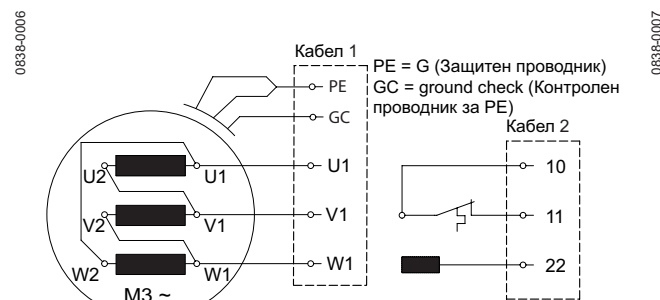 0838-0006
0838-0007
Кабел 1
PE = G (Защитен проводник)
GC = ground check (Контролен
проводник за PE)
PE
GC
Кабел 2
U2
U1
U1
10
V2
V1
V1
11
W2
W1
W1
22
M3 ~